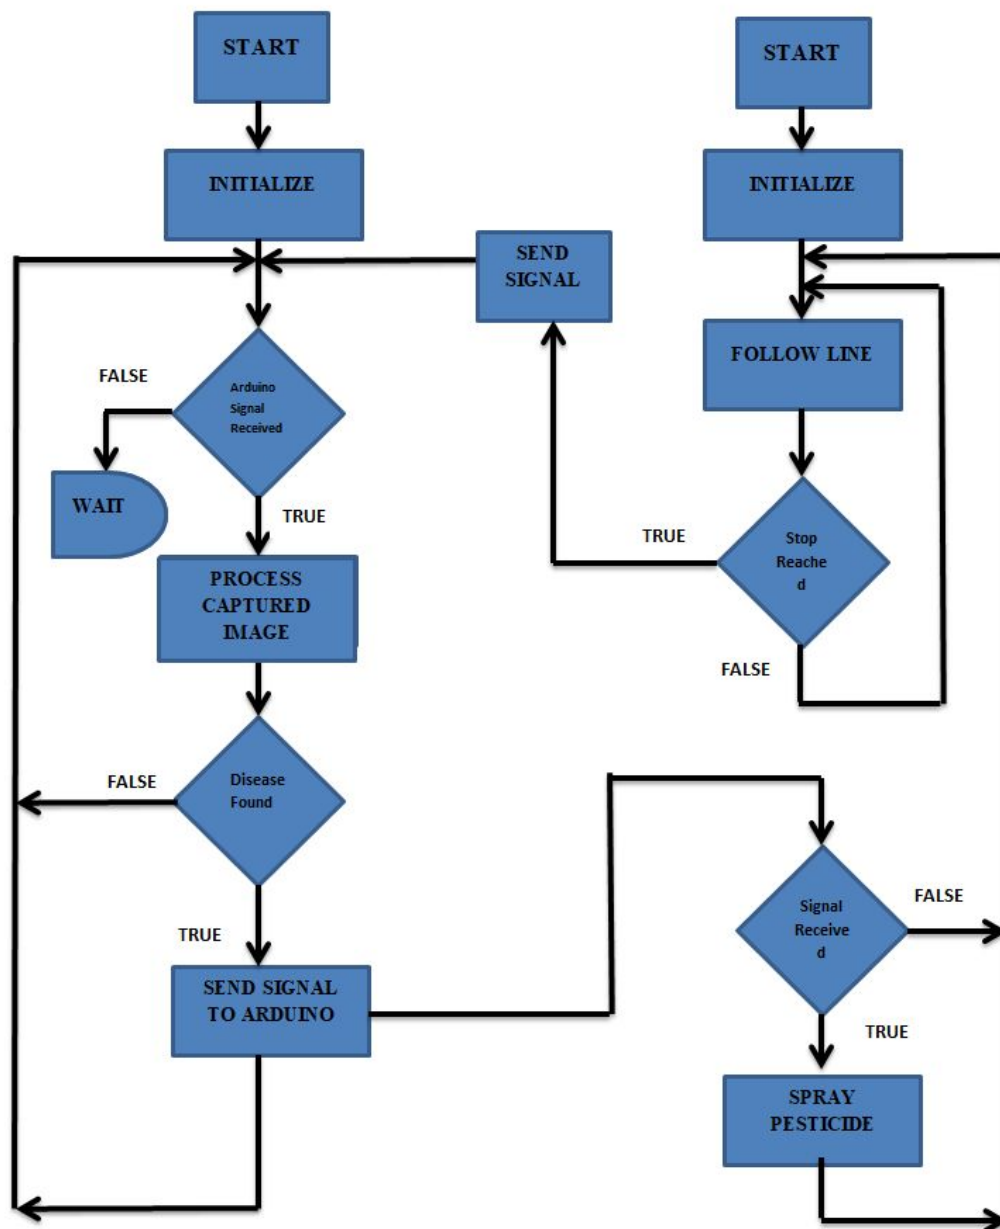 START
INITIALIZE
Arduino
Signal
Received
FALSE
WAIT
TRUE
PROCESS
CAPTURED
IMAGE
Disease
Found
FALSE
TRUE
SEND SIGNAL
TO ARDUINO
START
INITIALIZE
FOLLOW LINE
Stop
Reache
d
TRUE
SEND
SIGNAL
FALSE
Signal
Receive
d
FALSE
TRUE
SPRAY
PESTICIDE